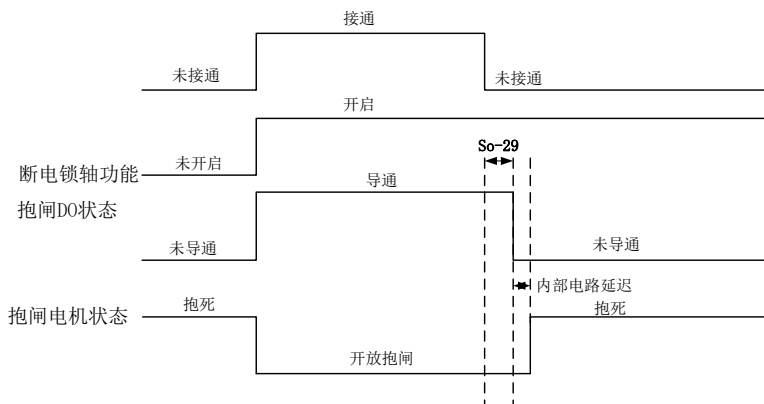 接通
未接通
未接通
开启
So-29
断电锁轴功能
未开启
导通
抱闸DO状态
未导通
未导通
内部电路延迟
抱闸电机状态
抱死
抱死
开放抱闸